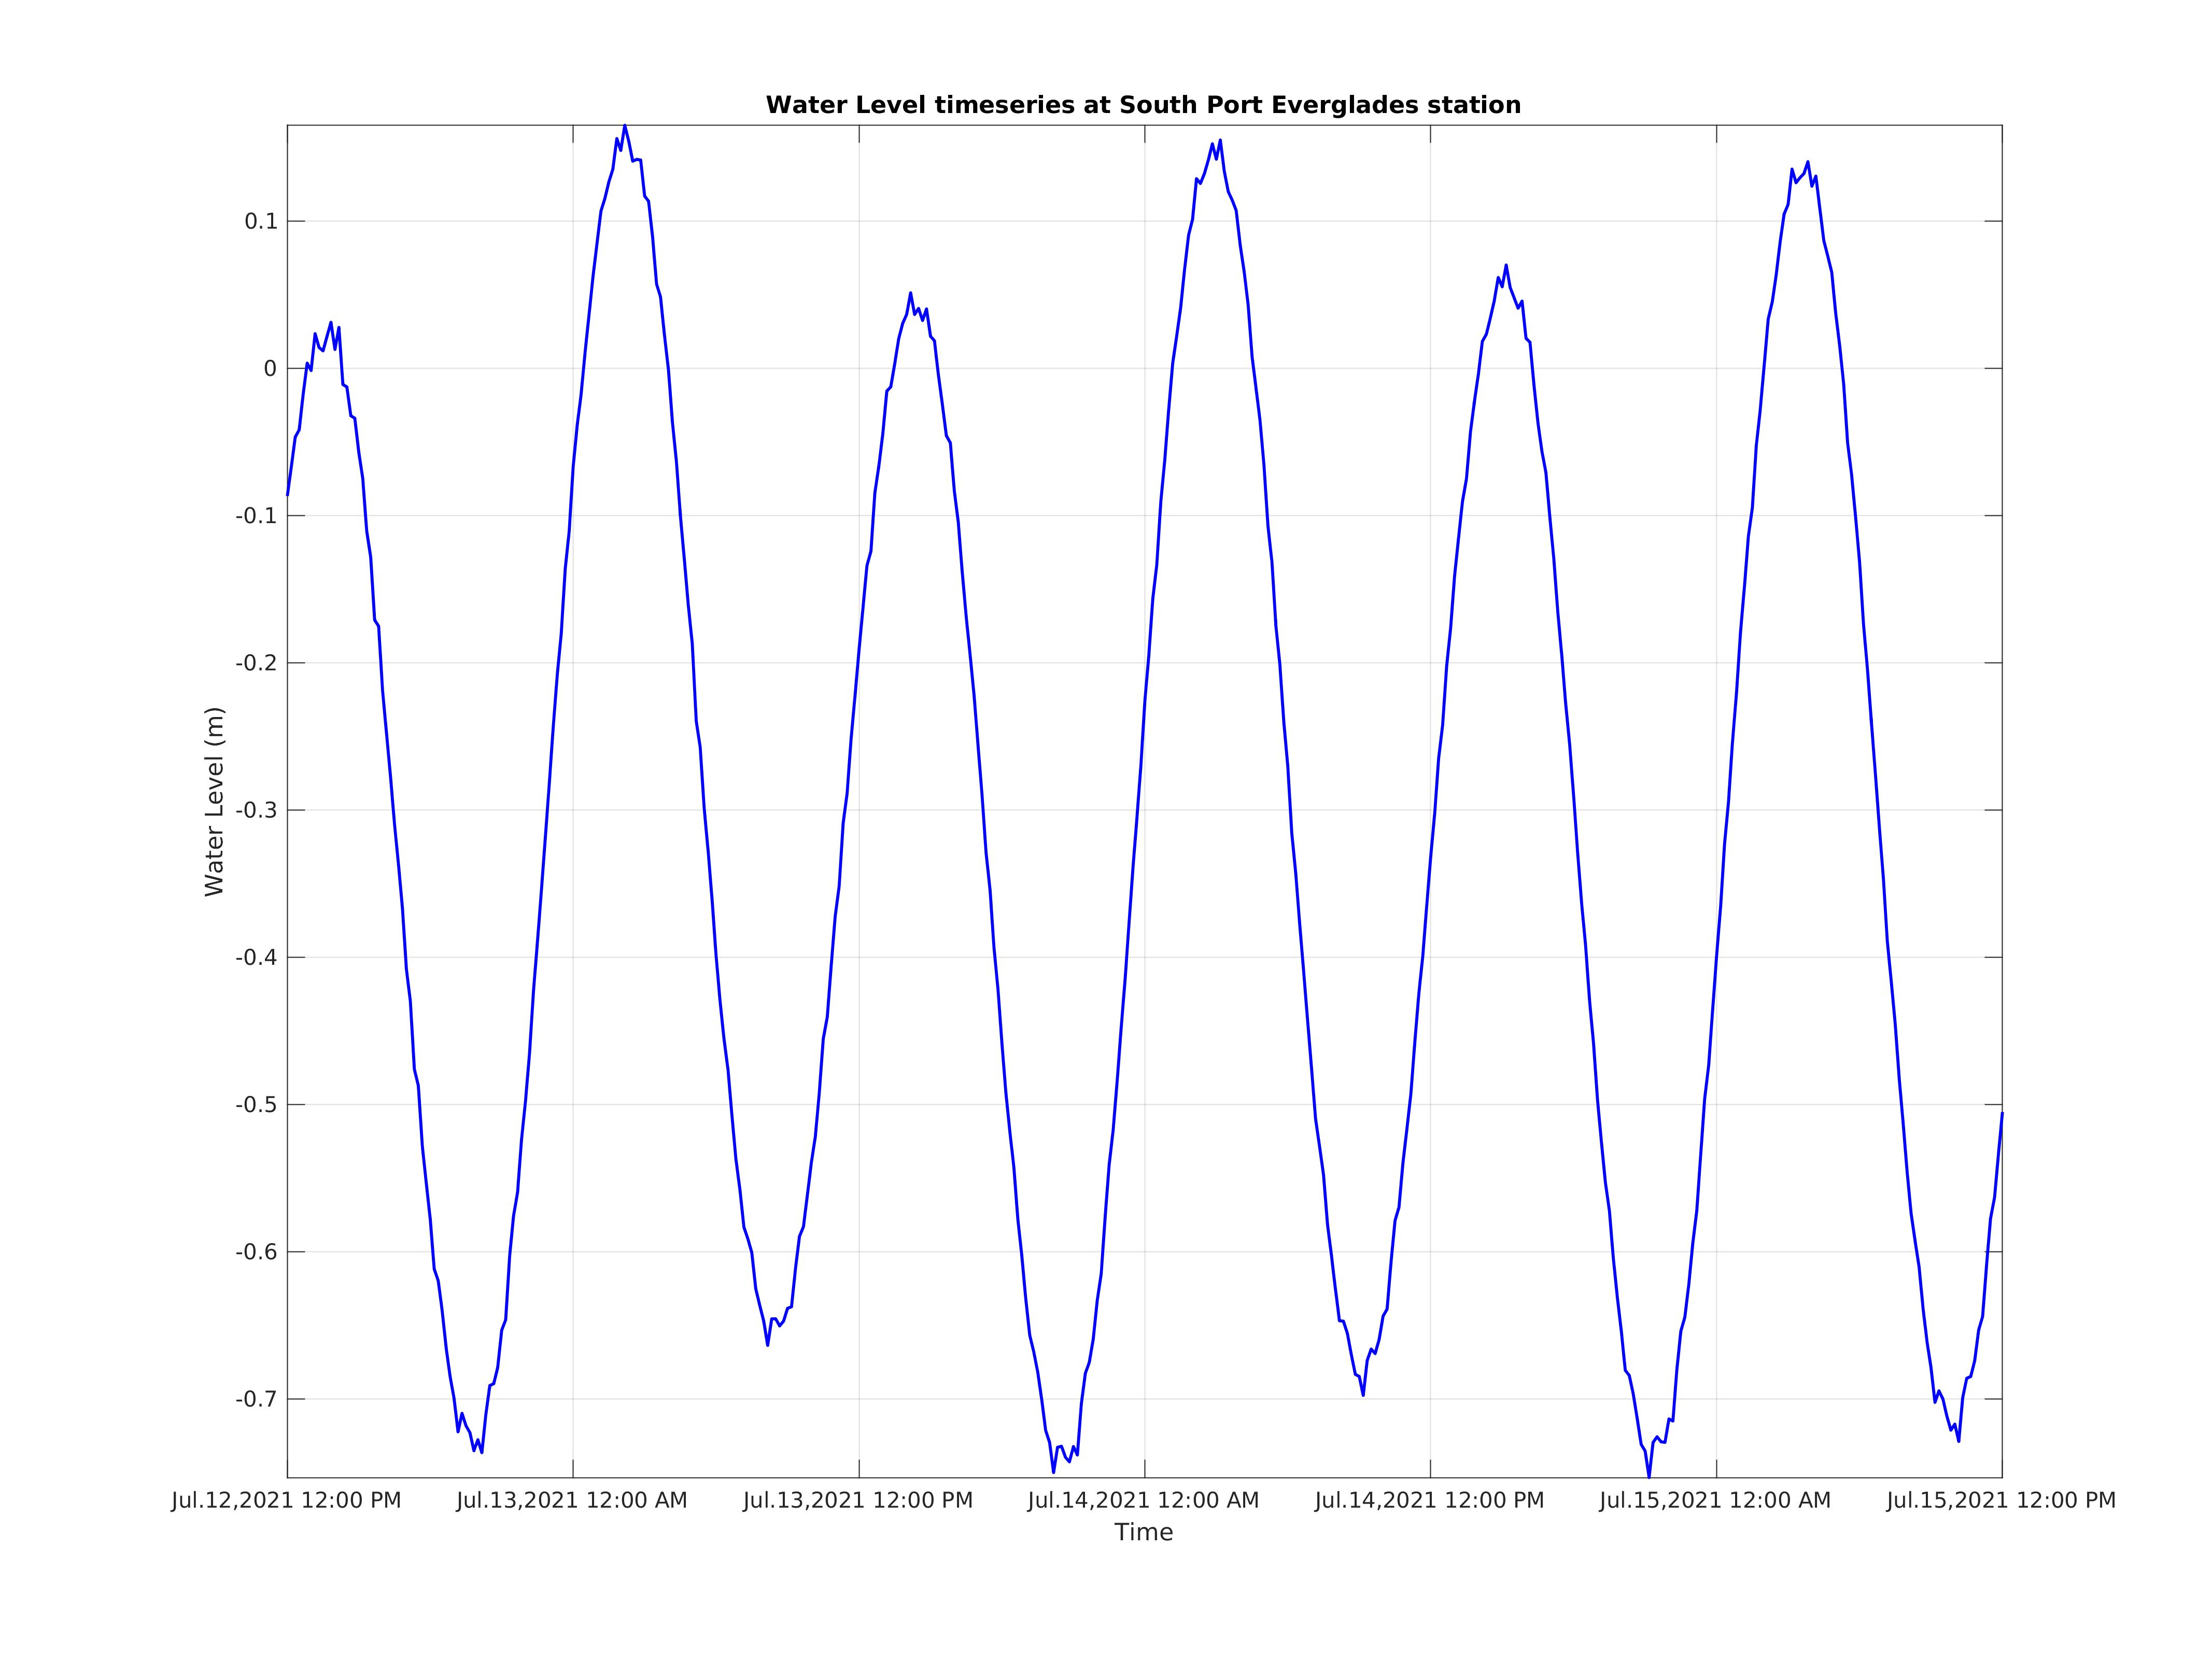 Water Level timeseries at South Port Everglades station
0.1
0
-0.1
-0.2
-0.3
-0.4
-0.5
-0.6
-0.7
Water Level (m)
Jul.12,2021 12:00 PM
Jul.13,2021 12:00 AM
Jul.13,2021 12:00 PM
Jul.14,2021 12:00 AM
Jul.14,2021 12:00 PM
Jul.15,2021 12:00 AM
Jul.15,2021 12:00 PM
Time